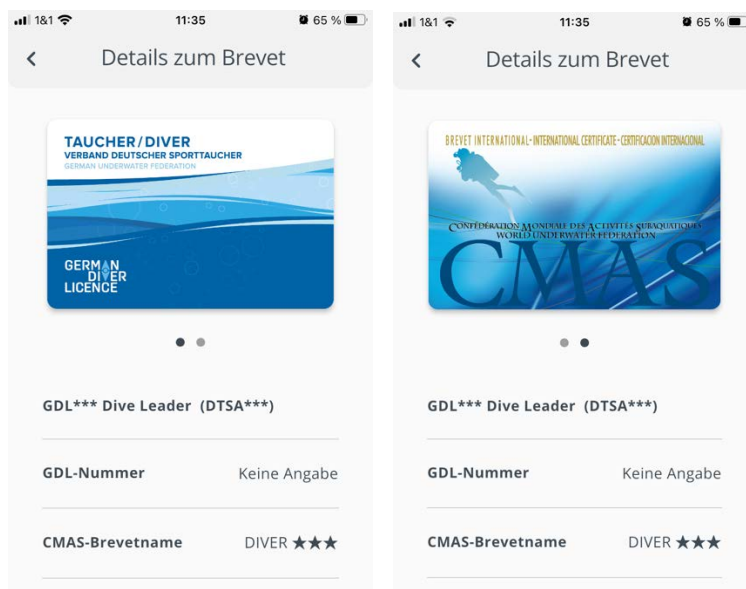 1&1
11:35
65 %
Details zum Brevet
TAUCHER/DIVER
VERBAND DEUTSCHER SPORTTAUCHER
GERMAN UNDERWATER FEDERATION
GERMAN
DIVER
LICENCE
GDL*** Dive Leader (DTSA***)
GDL-Nummer Keine Angabe
CMAS-Brevetname DIVER ★★★
1&1
11:35
65 %
Details zum Brevet
BREVET INTERNATIONAL-INTERNATIONAL CERTIFICATE-CERTIFICACION INTERNACIONAL
CONFÉDÉRATION MONDIALE DES ACTIVITÉS SUBAQUATIQUES
WORLD UNDERWATER FEDERATION
CMAS
GDL*** Dive Leader (DTSA***)
GDL-Nummer Keine Angabe
CMAS-Brevetname DIVER ★★★